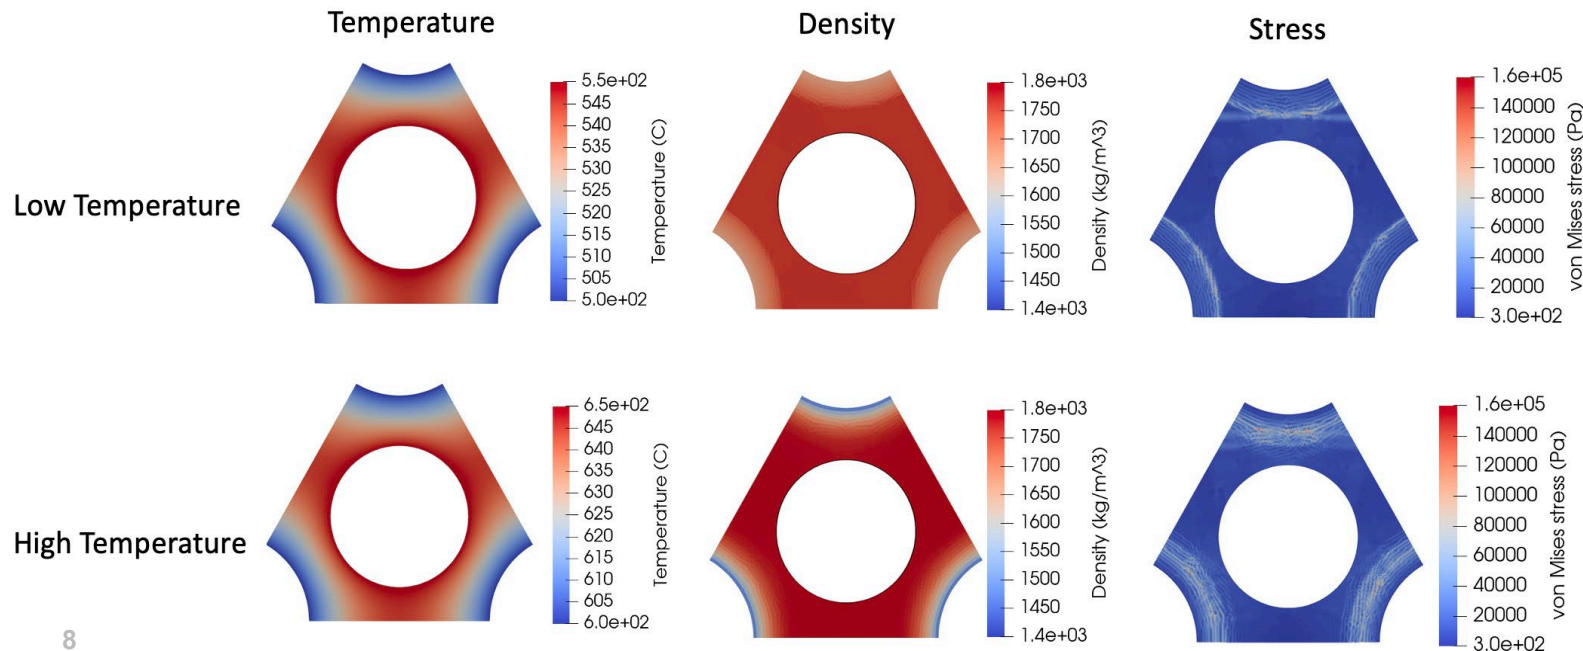 Temperature
Density
Stress
Low Temperature
5.5e+02
545
540
535
530
525
520
515
510
505
5.0e+02
Temperature (C)
1.8e+03
1750
1700
1650
1600
1550
1500
1450
1.4e+03
Density (kg/m^3)
1.6e+05
140000
120000
100000
80000
60000
40000
20000
3.0e+02
von Mises stress (Pa)
High Temperature
6.5e+02
645
640
635
630
625
620
615
610
605
6.0e+02
Temperature (C)
1.8e+03
1750
1700
1650
1600
1550
1500
1450
1.4e+03
Density (kg/m^3)
1.6e+05
140000
120000
100000
80000
60000
40000
20000
3.0e+02
von Mises stress (Pa)
8